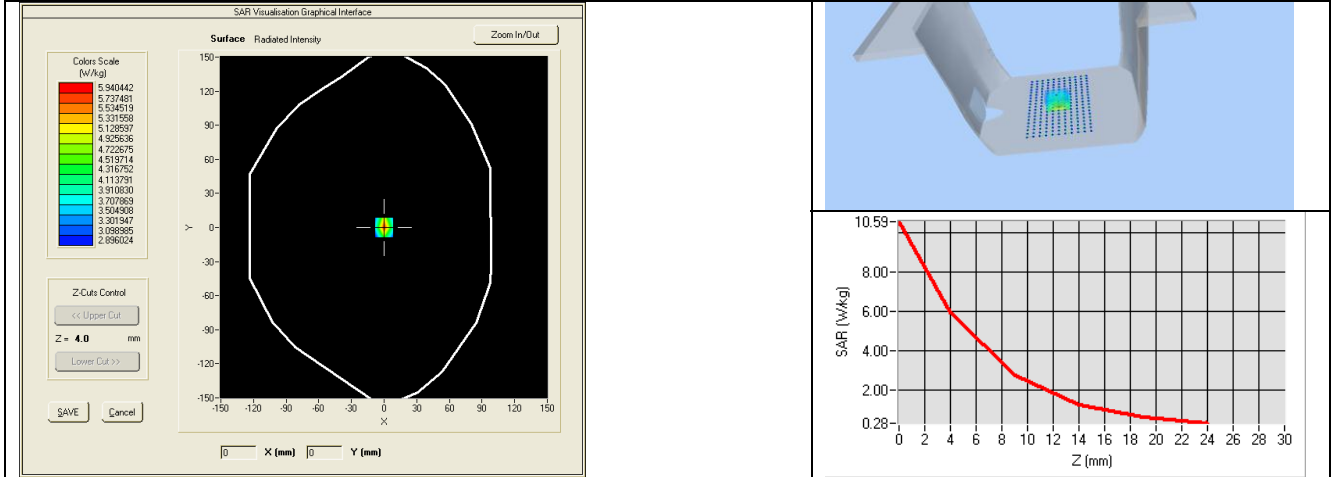 SAR Visualisation Graphical Interface
Surface Radiated Intensity
Zoom In/Out
Colors Scale
(W/kg)
5.940442
5.737481
5.534519
5.331558
5.128597
4.925636
4.722675
4.519714
4.316752
4.113791
3.910830
3.707869
3.504908
3.301947
3.098985
2.896024
Z-Cuts Control
<< Upper Cut
Z = 4.0 mm
Lower Cut >>
SAVE Cancel
150
120
90
60
30
0
-30
-60
-90
-120
-150
Y
-150 -120 -90 -60 -30 0 30 60 90 120 150
X
0 X (mm) 0 Y (mm)
10.59
8.00
6.00
4.00
2.00
0.28
SAR (W/kg)
0 2 4 6 8 10 12 14 16 18 20 22 24 26 28 30
Z (mm)